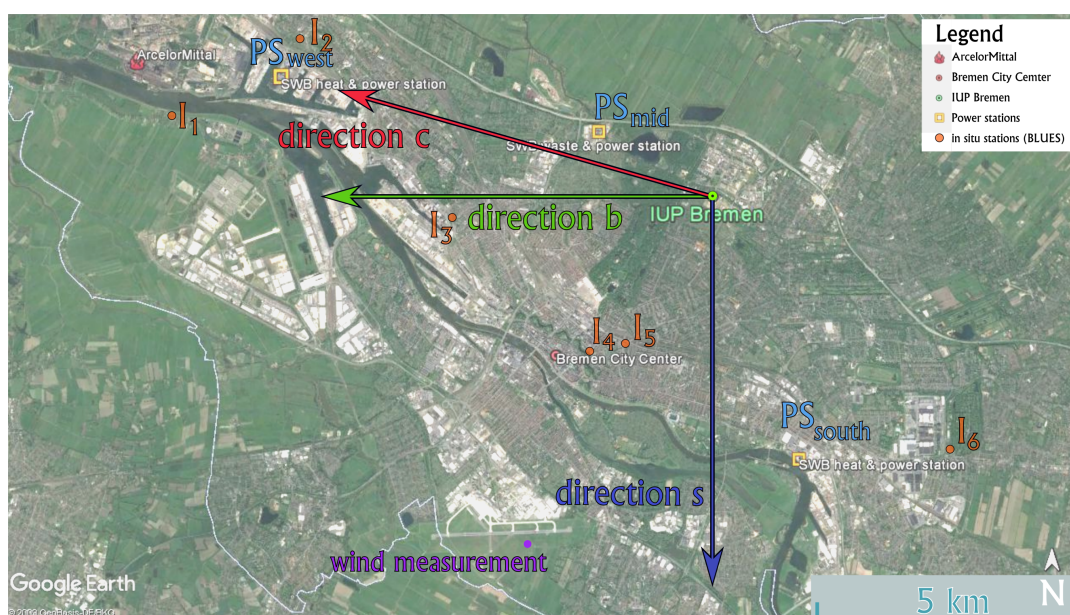 Legend
ArcelorMittal
Bremen City Center
IUP Bremen
Power stations
in situ stations (BLUES)
ArcelorMittal
I2
PSwest
SWB heat & power station
I1
direction c
PSmid
SWB waste & power station
IUP Bremen
direction b
I3
I4
I5
Bremen City Center
PSsouth
I6
SWB heat & power station
direction s
wind measurement
Google Earth
5 km
N